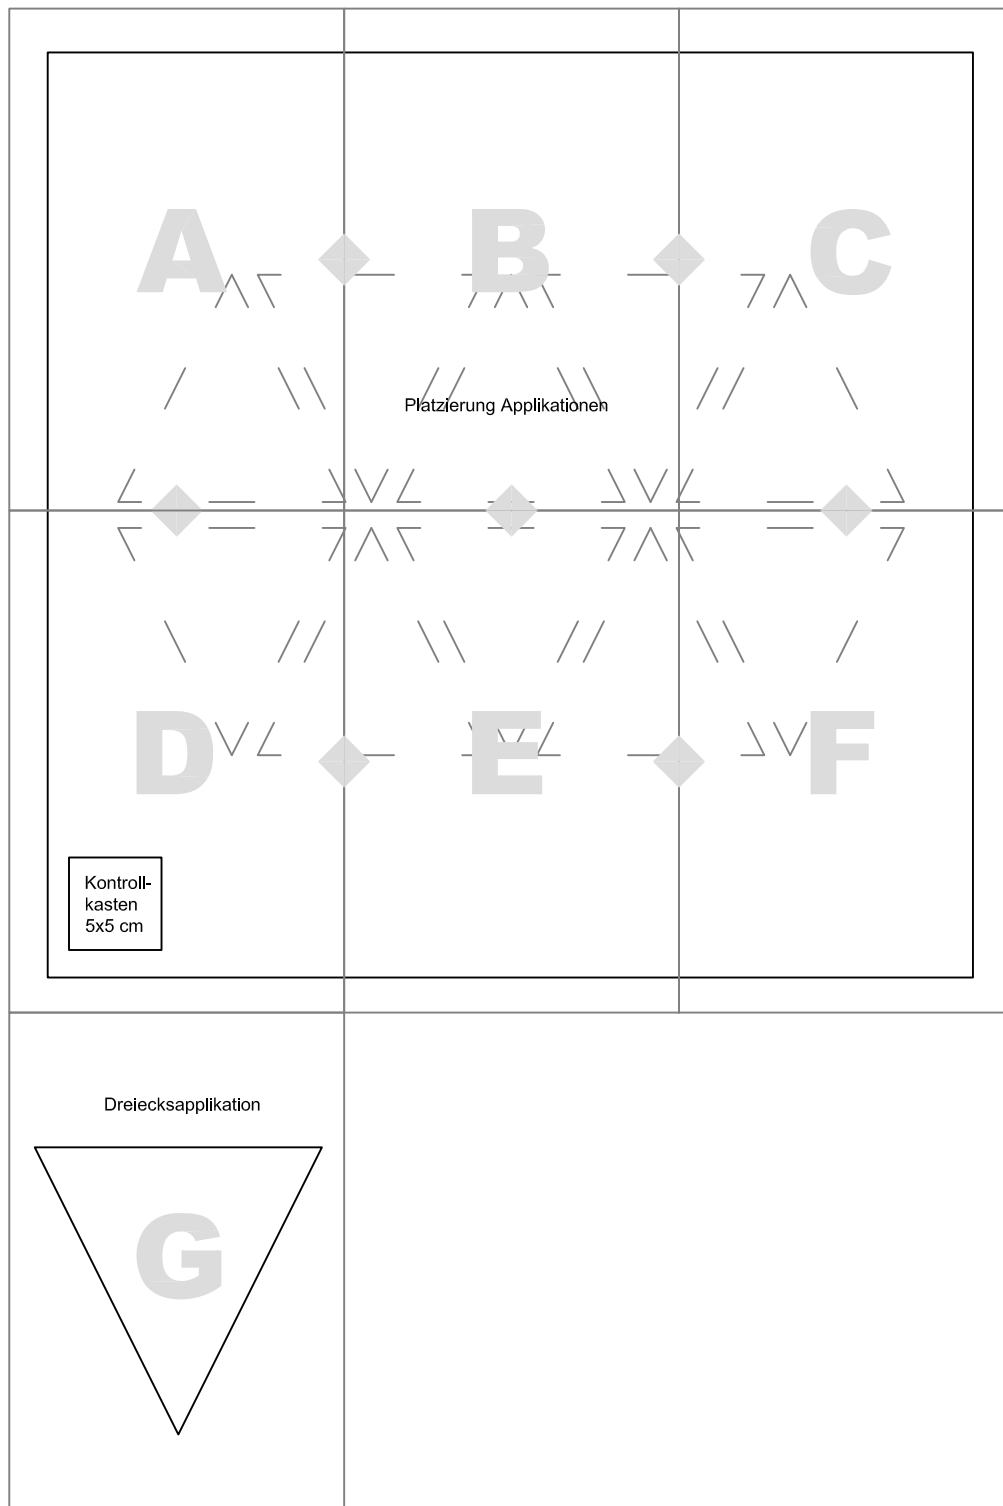 A B C
Platzierung Applikationen
D E F
Kontroll-
kasten
5x5 cm
Dreiecksapplikation
G